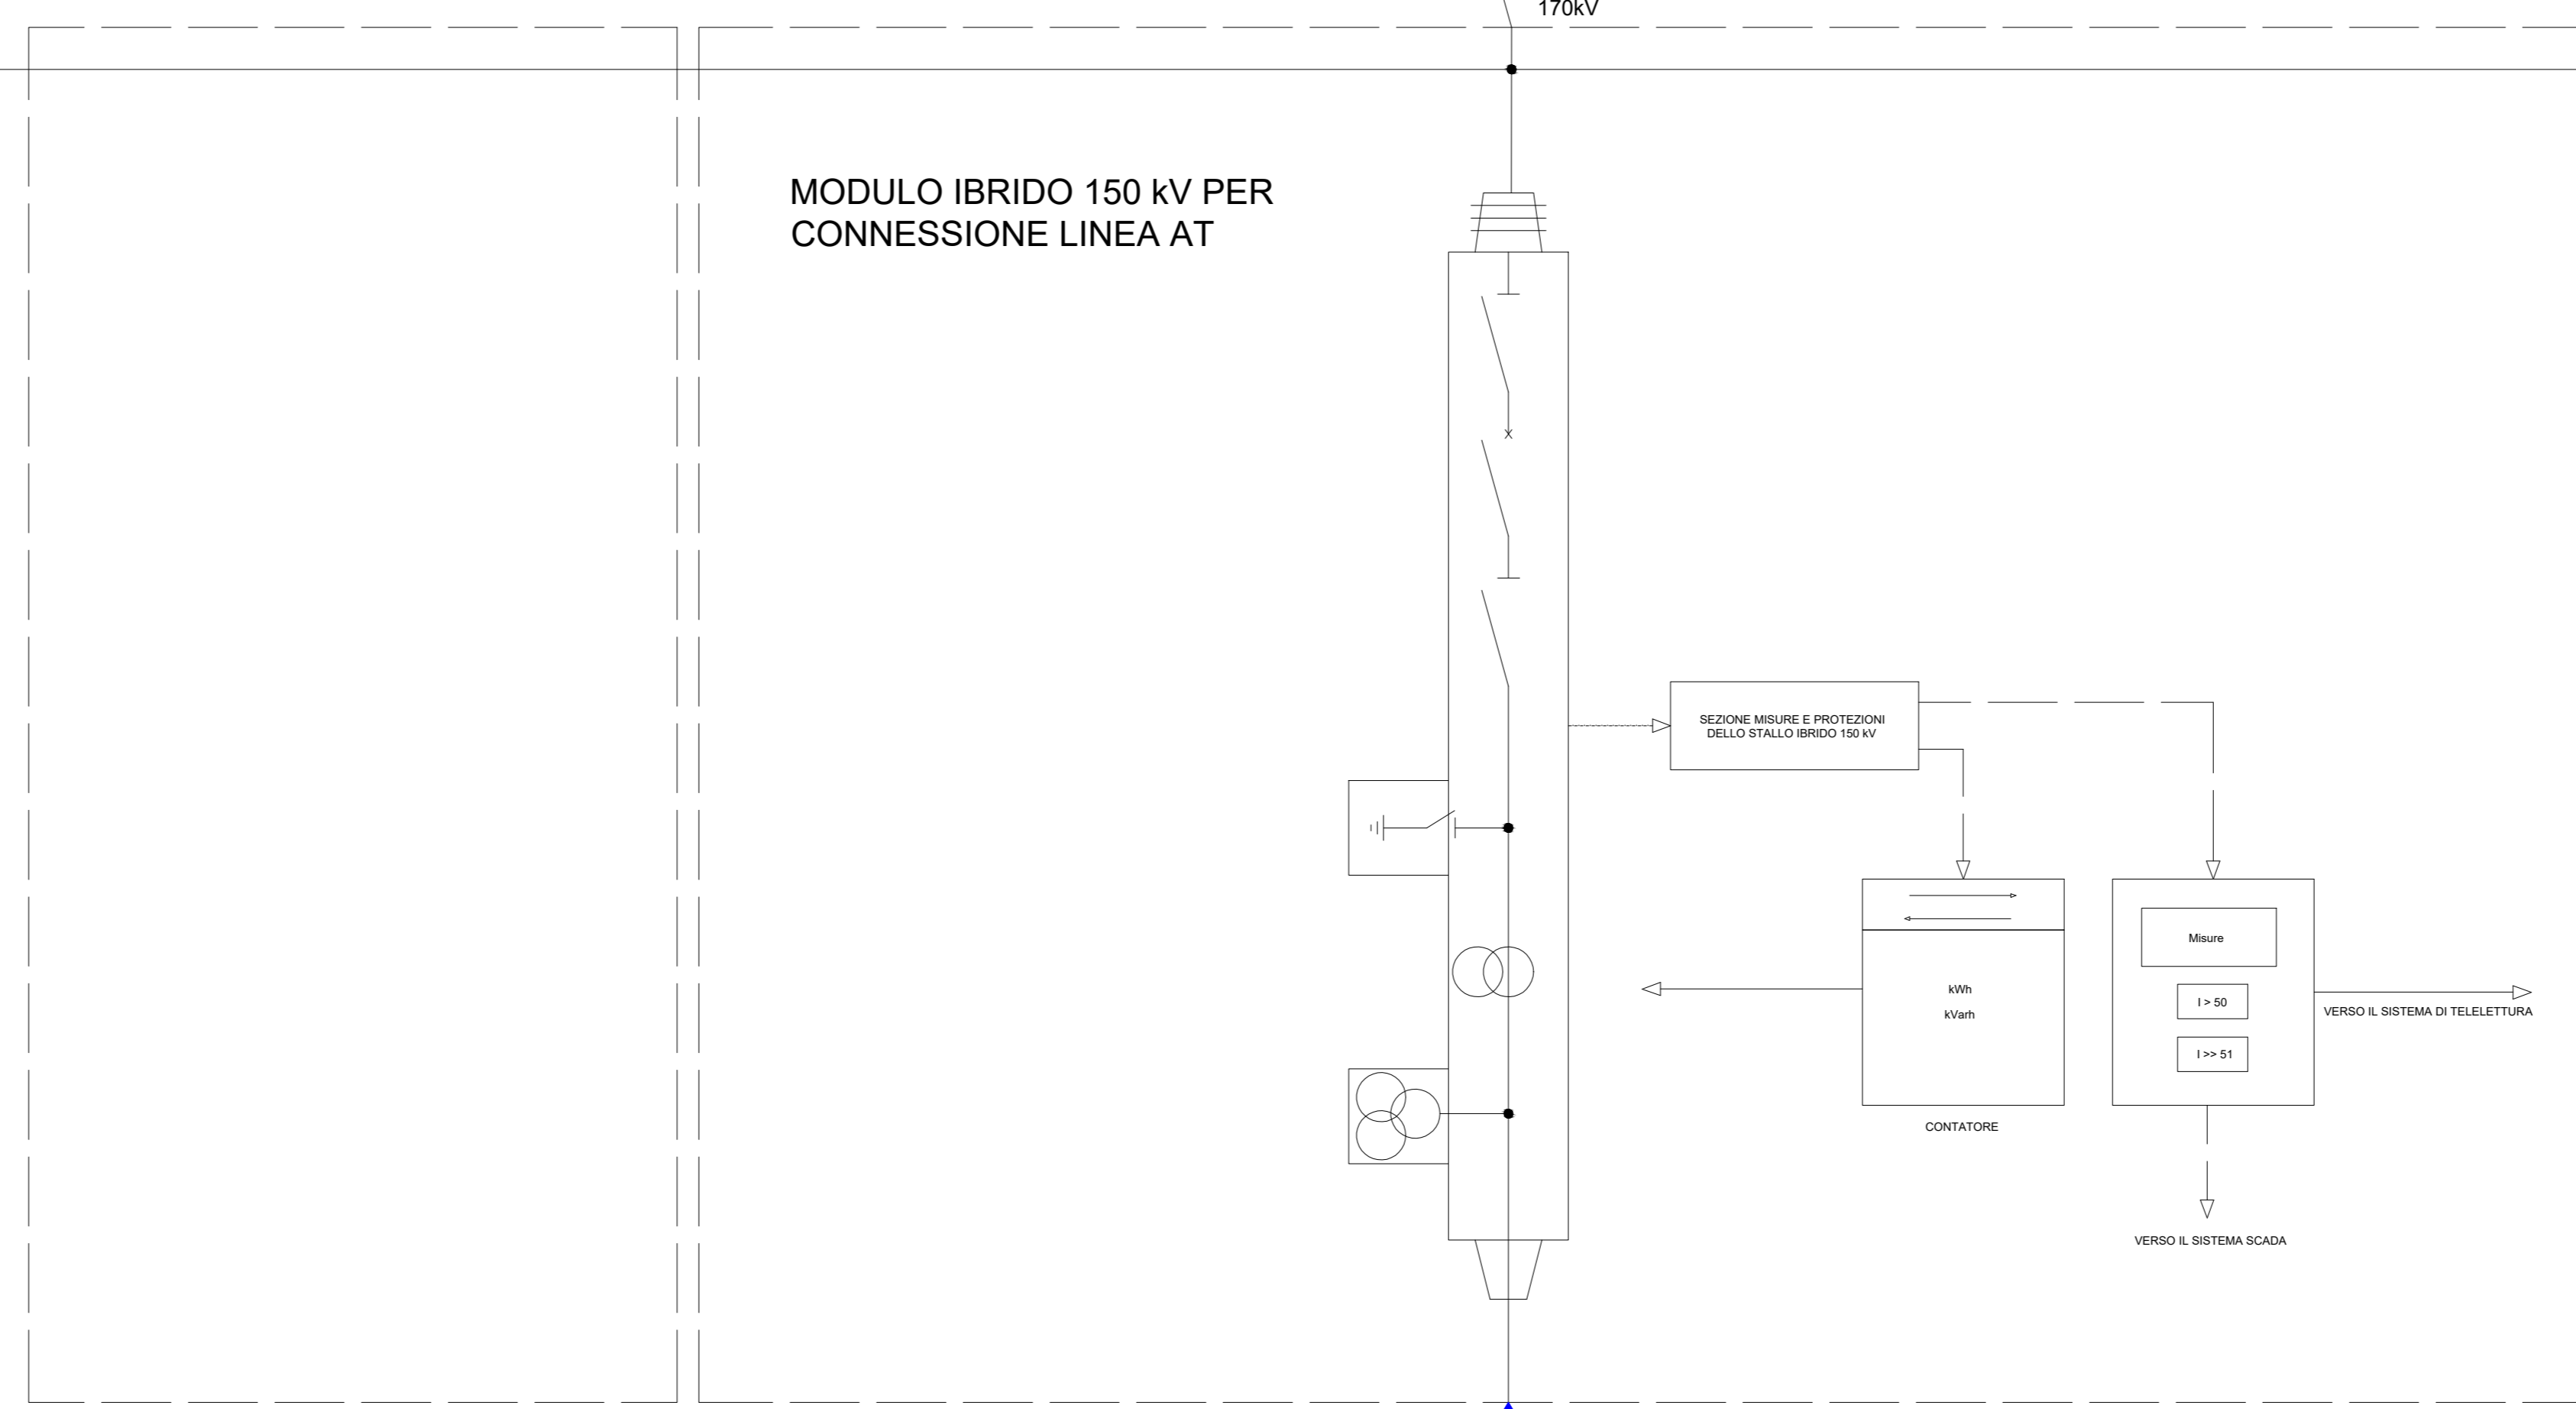 170kV
MODULO IBRIDO 150 kV PER
CONNESSIONE LINEA AT
X
SEZIONE MISURE E PROTEZIONI
DELLO STALLO IBRIDO 150 kV
kWh
kVarh
CONTATORE
Misure
I > 50
I >> 51
VERSO IL SISTEMA DI TELELETTURA
VERSO IL SISTEMA SCADA